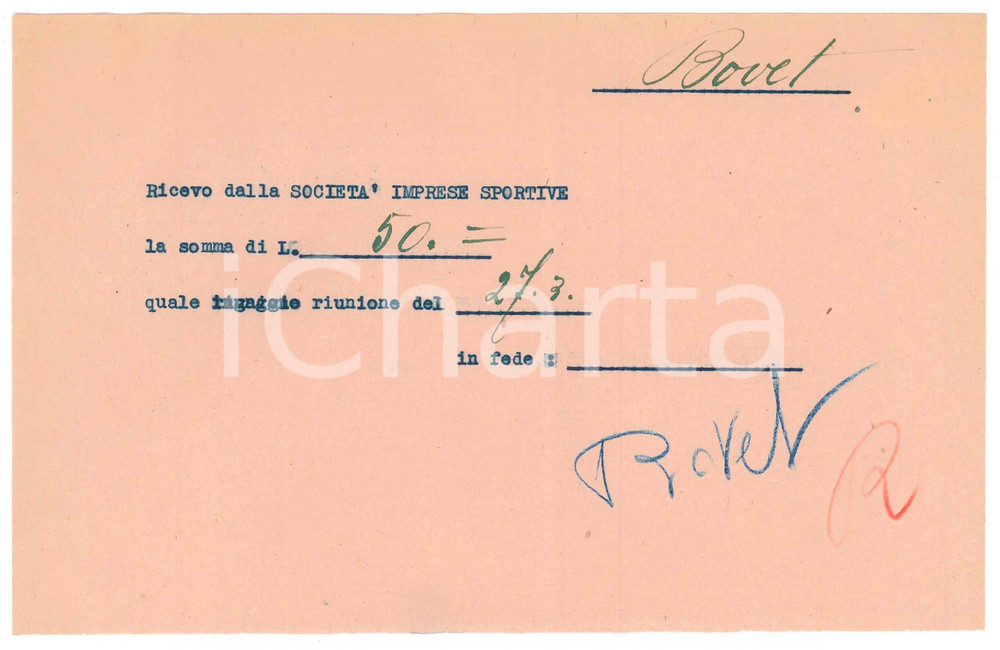 Bovet
Ricevo dalla SOCIETA' IMPRESE SPORTIVE
la somma di L. 50. =
quale ingaggio riunione del 27.3.
in fede :
Bovet
R
iCharta